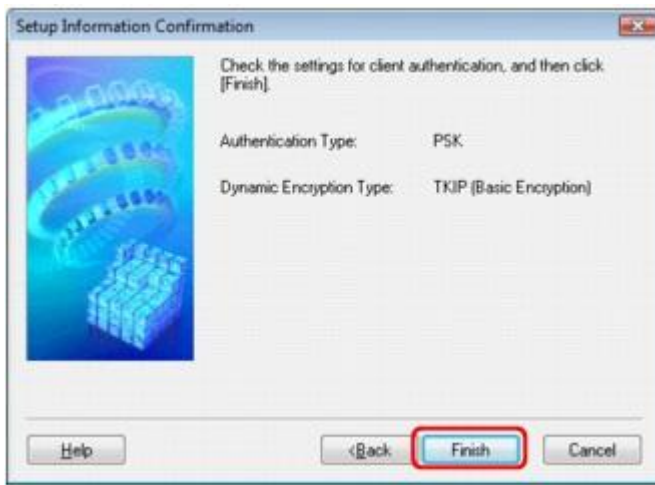 Setup Information Confirmation
Check the settings for client authentication, and then click
[Finish].
Authentication Type: PSK
Dynamic Encryption Type: TKIP (Basic Encryption)
Help <Back Finish Cancel